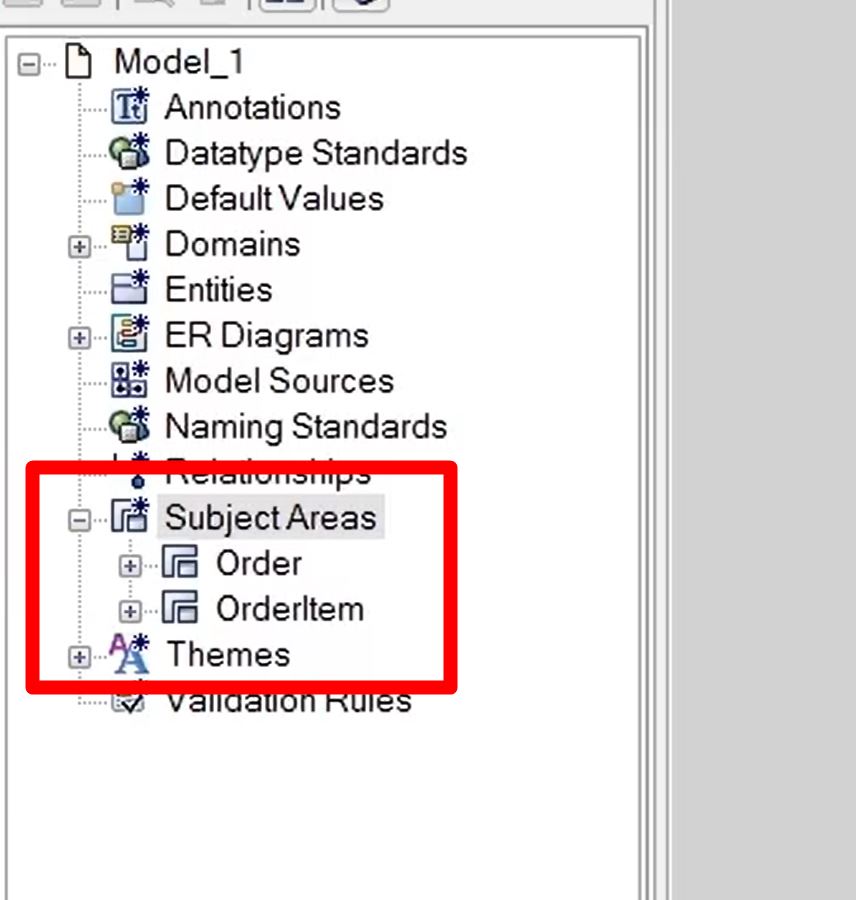 Model_1
Annotations
Datatype Standards
Default Values
Domains
Entities
ER Diagrams
Model Sources
Naming Standards
Relationships
Subject Areas
Order
OrderItem
Themes
Validation Rules